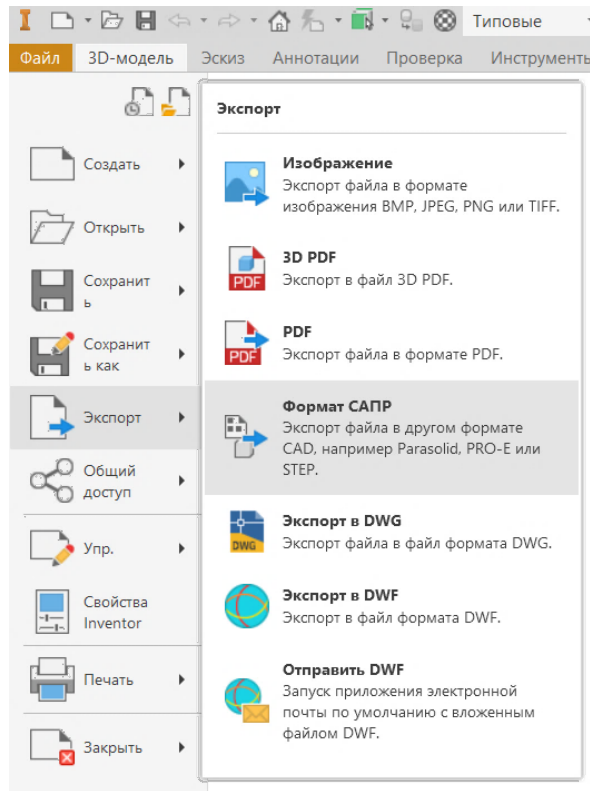 Типовые
Файл 3D-модель Эскиз Аннотации Проверка Инструменты
Экспорт
Создать
Открыть
Сохранит
ь
Сохранит
ь как
Экспорт
Общий
доступ
Упр.
Свойства
Inventor
Печать
Закрыть
Изображение
Экспорт файла в формате
изображения BMP, JPEG, PNG или TIFF.
PDF
3D PDF
Экспорт в файл 3D PDF.
PDF
PDF
Экспорт файла в формате PDF.
Формат САПР
Экспорт файла в другом формате
CAD, например Parasolid, PRO-E или
STEP.
DWG
Экспорт в DWG
Экспорт файла в файл формата DWG.
Экспорт в DWF
Экспорт в файл формата DWF.
Отправить DWF
Запуск приложения электронной
почты по умолчанию с вложенным
файлом DWF.